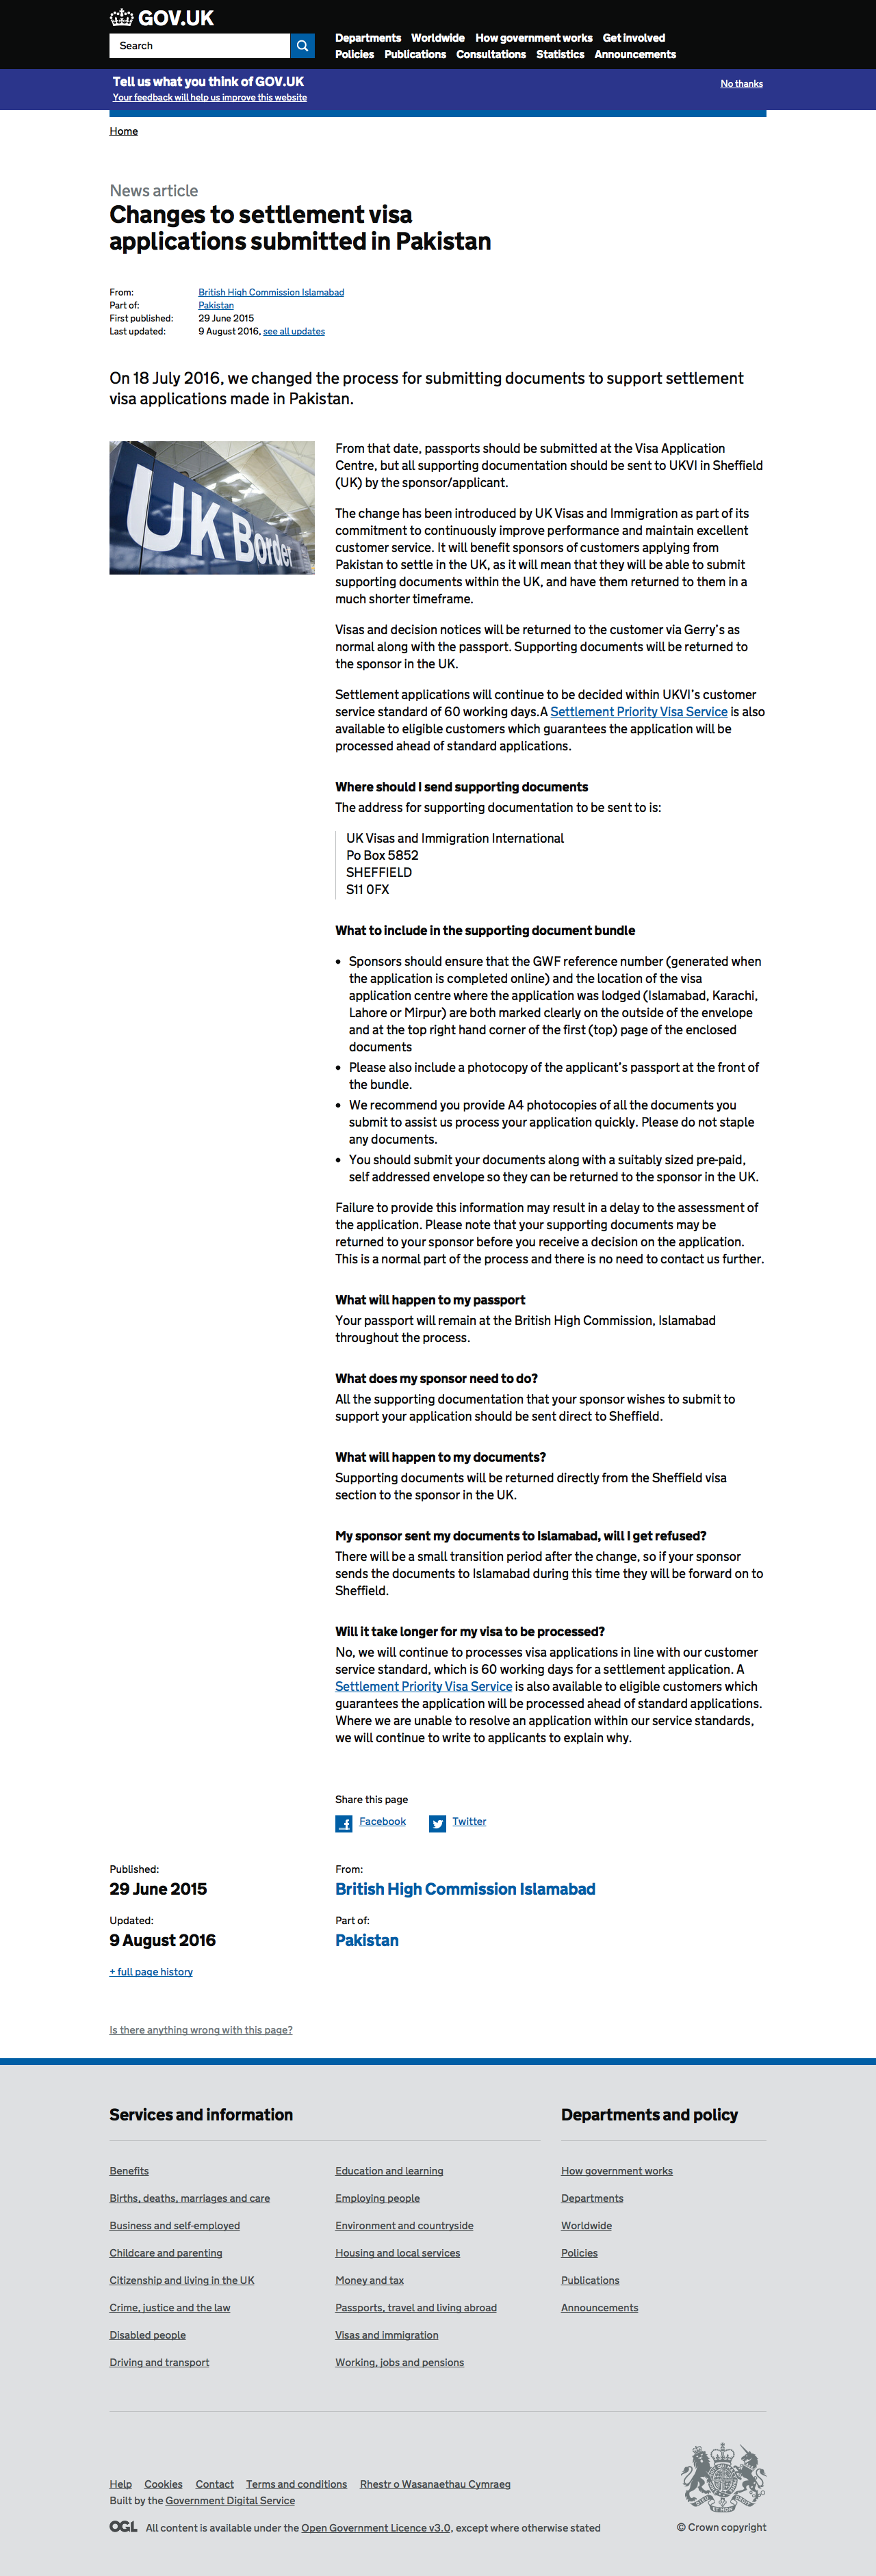 GOV.UK
Search
Departments Worldwide How government works Get involved
Policies Publications Consultations Statistics Announcements
Tell us what you think of GOV.UK
No thanks
Your feedback will help us improve this website
Home
News article
Changes to settlement visa
applications submitted in Pakistan
From: British High Commission Islamabad
Part of: Pakistan
First published: 29 June 2015
Last updated: 9 August 2016, see all updates
On 18 July 2016, we changed the process for submitting documents to support settlement
visa applications made in Pakistan.
UK Border
From that date, passports should be submitted at the Visa Application
Centre, but all supporting documentation should be sent to UKVI in Sheffield
(UK) by the sponsor/applicant.
The change has been introduced by UK Visas and Immigration as part of its
commitment to continuously improve performance and maintain excellent
customer service. It will benefit sponsors of customers applying from
Pakistan to settle in the UK, as it will mean that they will be able to submit
supporting documents within the UK, and have them returned to them in a
much shorter timeframe.
Visas and decision notices will be returned to the customer via Gerry's as
normal along with the passport. Supporting documents will be returned to
the sponsor in the UK.
Settlement applications will continue to be decided within UKVI's customer
service standard of 60 working days.A Settlement Priority Visa Service is also
available to eligible customers which guarantees the application will be
processed ahead of standard applications.
Where should I send supporting documents
The address for supporting documentation to be sent to is:
UK Visas and Immigration International
Po Box 5852
SHEFFIELD
S11 0FX
What to include in the supporting document bundle
• Sponsors should ensure that the GWF reference number (generated when
the application is completed online) and the location of the visa
application centre where the application was lodged (Islamabad, Karachi,
Lahore or Mirpur) are both marked clearly on the outside of the envelope
and at the top right hand corner of the first (top) page of the enclosed
documents
• Please also include a photocopy of the applicant's passport at the front of
the bundle.
• We recommend you provide A4 photocopies of all the documents you
submit to assist us process your application quickly. Please do not staple
any documents.
• You should submit your documents along with a suitably sized pre-paid,
self addressed envelope so they can be returned to the sponsor in the UK.
Failure to provide this information may result in a delay to the assessment of
the application. Please note that your supporting documents may be
returned to your sponsor before you receive a decision on the application.
This is a normal part of the process and there is no need to contact us further.
What will happen to my passport
Your passport will remain at the British High Commission, Islamabad
throughout the process.
What does my sponsor need to do?
All the supporting documentation that your sponsor wishes to submit to
support your application should be sent direct to Sheffield.
What will happen to my documents?
Supporting documents will be returned directly from the Sheffield visa
section to the sponsor in the UK.
My sponsor sent my documents to Islamabad, will I get refused?
There will be a small transition period after the change, so if your sponsor
sends the documents to Islamabad during this time they will be forward on to
Sheffield.
Will it take longer for my visa to be processed?
No, we will continue to processes visa applications in line with our customer
service standard, which is 60 working days for a settlement application. A
Settlement Priority Visa Service is also available to eligible customers which
guarantees the application will be processed ahead of standard applications.
Where we are unable to resolve an application within our service standards,
we will continue to write to applicants to explain why.
Share this page
Facebook Twitter
Published:
29 June 2015
From:
British High Commission Islamabad
Updated:
9 August 2016
Part of:
Pakistan
+ full page history
Is there anything wrong with this page?
Services and information
Benefits
Births, deaths, marriages and care
Business and self-employed
Childcare and parenting
Citizenship and living in the UK
Crime, justice and the law
Disabled people
Driving and transport
Education and learning
Employing people
Environment and countryside
Housing and local services
Money and tax
Passports, travel and living abroad
Visas and immigration
Working, jobs and pensions
Departments and policy
How government works
Departments
Worldwide
Policies
Publications
Announcements
Help Cookies Contact Terms and conditions Rhestr o Wasanaethau Cymraeg
Built by the Government Digital Service
OGL All content is available under the Open Government Licence v3.0, except where otherwise stated
© Crown copyright